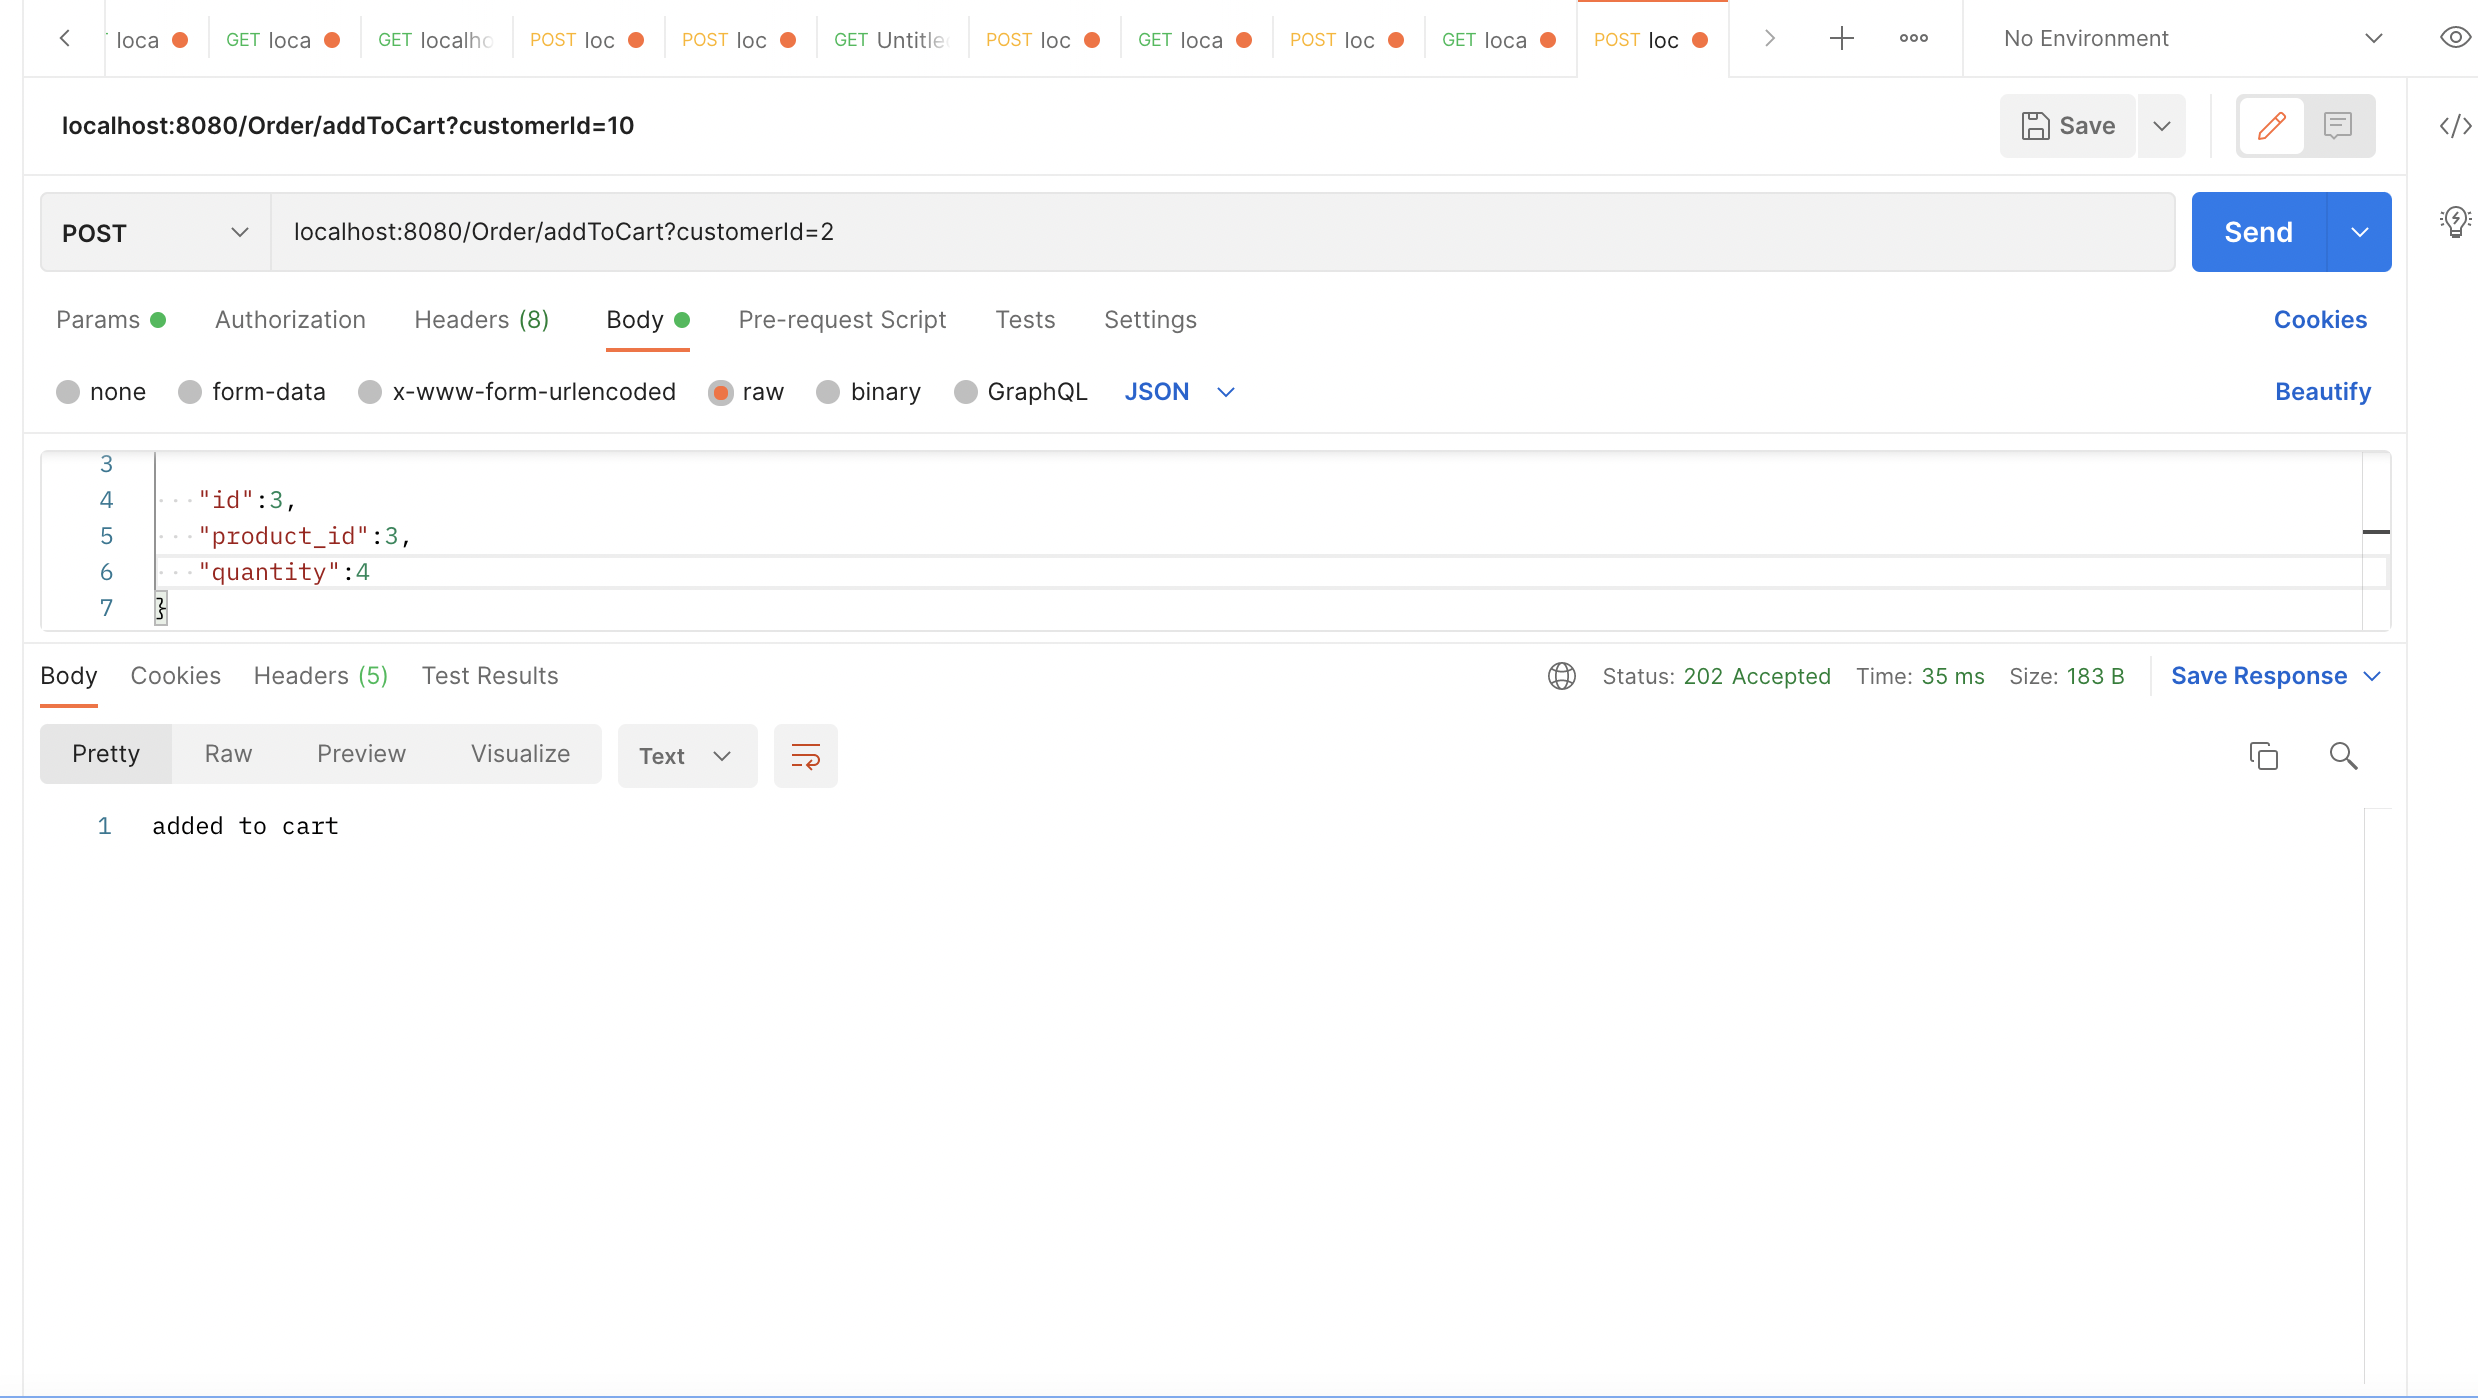 loca GET loca GET localho POST loc POST loc GET Untitle POST loc GET loca POST loc GET loca POST loc No Environment
localhost:8080/Order/addToCart?customerId=10 Save
POST localhost:8080/Order/addToCart?customerId=2 Send
Params Authorization Headers (8) Body Pre-request Script Tests Settings Cookies
none form-data x-www-form-urlencoded raw binary GraphQL JSON Beautify
3
4 "id":3,
5 "product_id":3,
6 "quantity":4
7 }
Body Cookies Headers (5) Test Results Status: 202 Accepted Time: 35 ms Size: 183 B Save Response
Pretty Raw Preview Visualize Text
1 added to cart